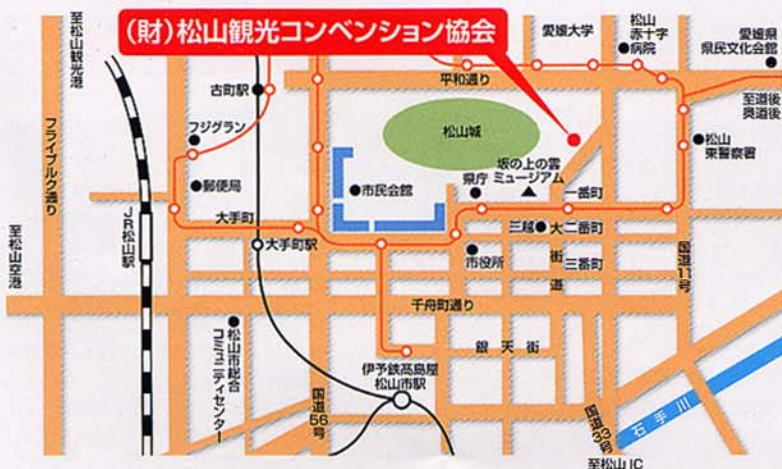 (財)松山観光コンベンション協会
至松山観光港
愛媛大学
松山
赤十字
病院
愛媛県
県民文化会館
古町駅
平和通り
至道後
奥道後
フライブルク通り
フジグラン
松山城
松山
東警察署
坂の上の雲
ミュージアム
県庁
郵便局
市民会館
一番町
大手町
三越
大街道
二番町
至松山空港
JR松山駅
大手町駅
市役所
三番町
国道11号
千舟町通り
松山市総合
コミュニティセンター
銀天街
伊予鉄髙島屋
松山市駅
国道56号
国道33号
石手川
至松山IC